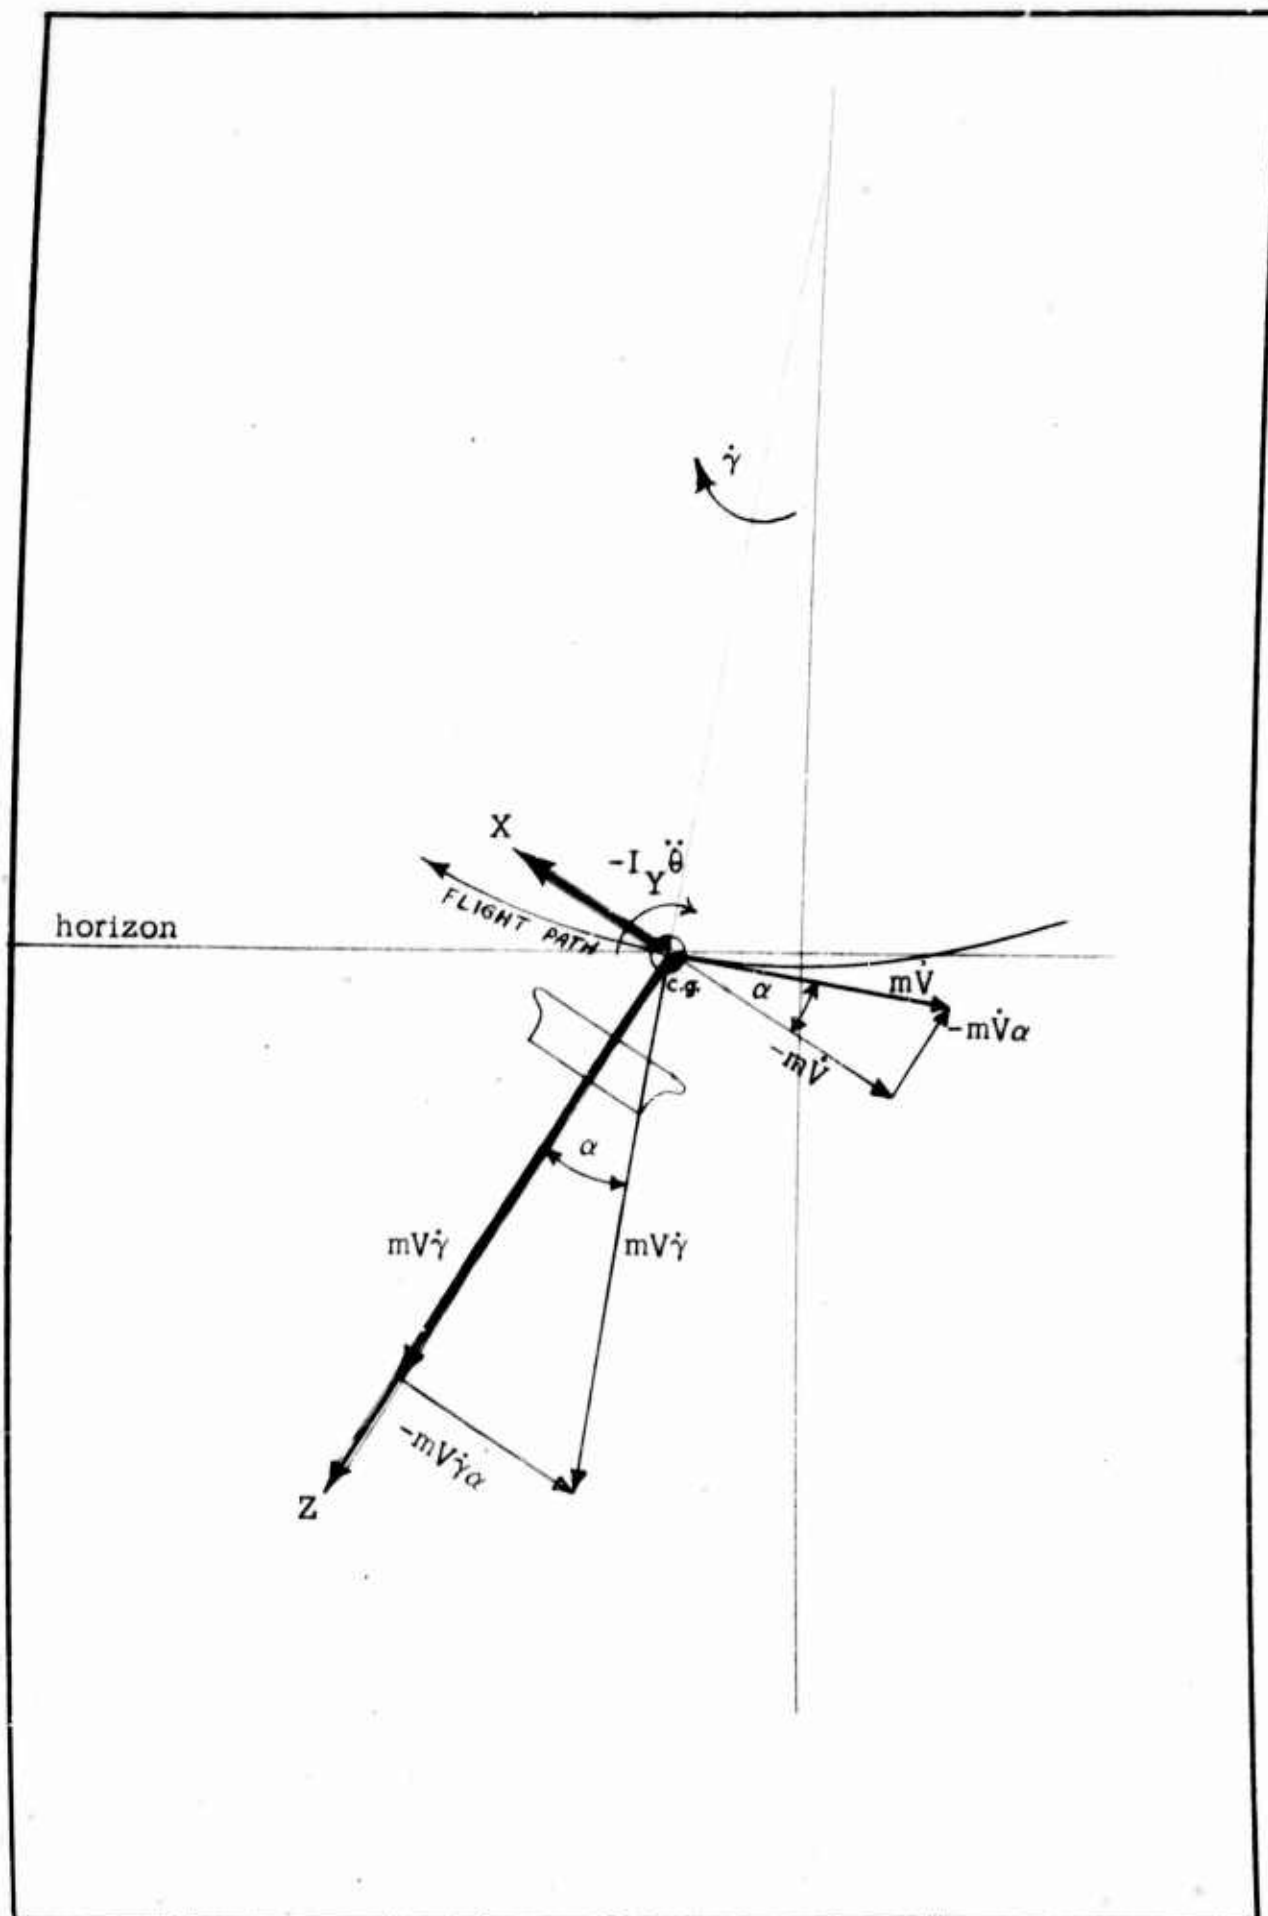 γ̇
X
-I_Y θ̈
FLIGHT PATH
horizon
c.g.
α
mV̇
-mV̇α
-mV̇
α
mVγ̇
mVγ̇
-mVγ̇α
Z